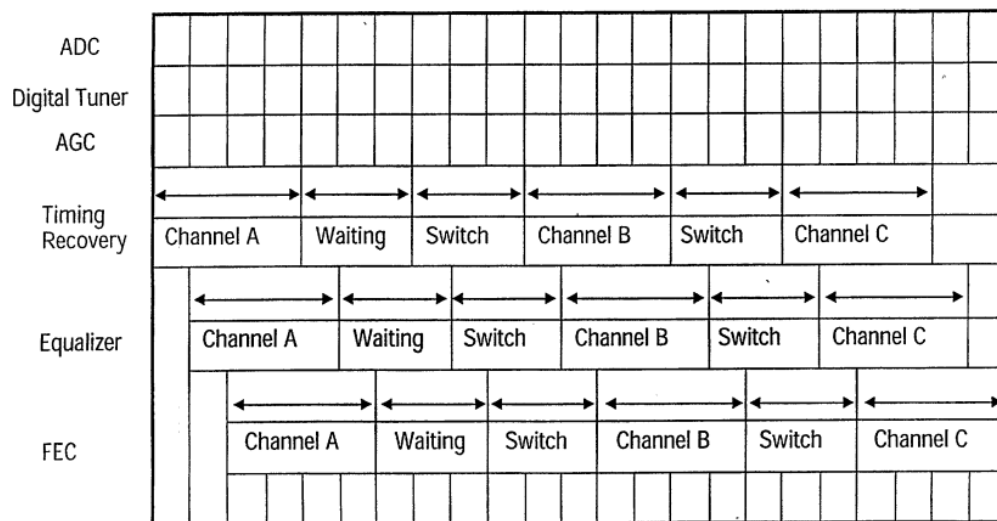 ADC
Digital Tuner
AGC
Timing
Recovery
Channel A Waiting Switch Channel B Switch Channel C
Equalizer
Channel A Waiting Switch Channel B Switch Channel C
FEC
Channel A Waiting Switch Channel B Switch Channel C